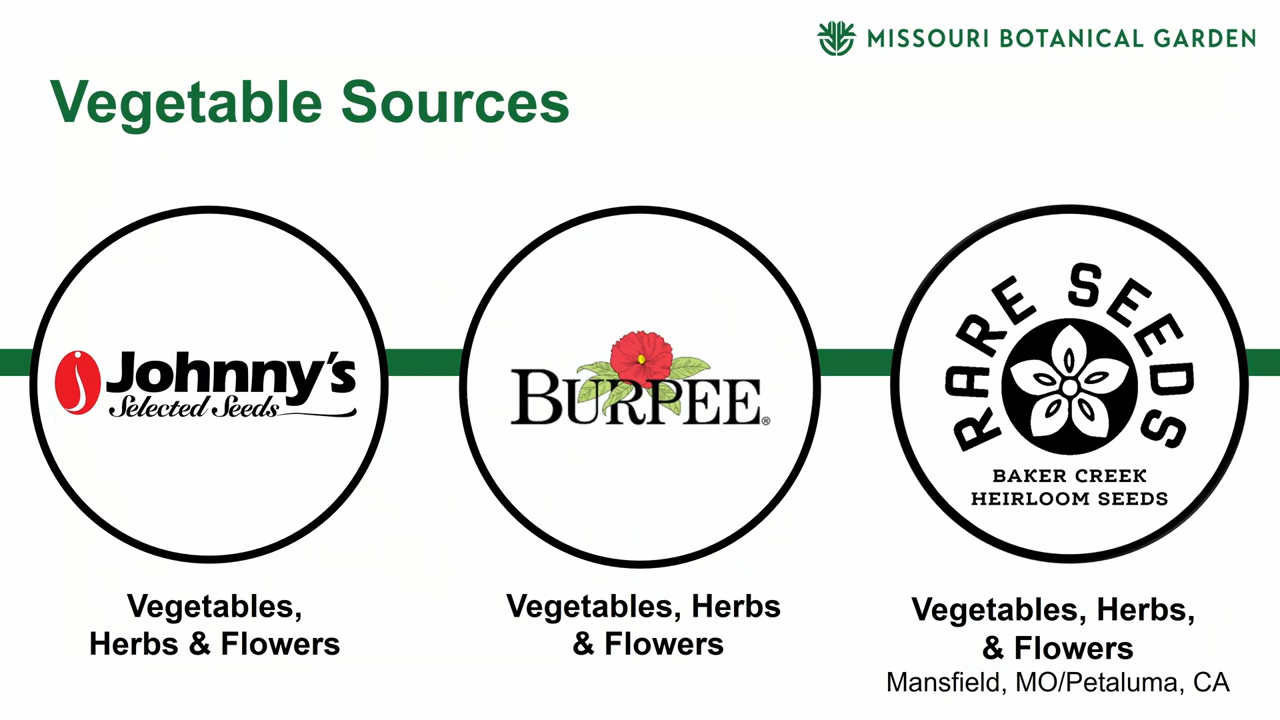 MISSOURI BOTANICAL GARDEN
Vegetable Sources
Johnny's
Selected Seeds
Vegetables,
Herbs & Flowers
BURPEE®
Vegetables, Herbs
& Flowers
RARE SEEDS
BAKER CREEK
HEIRLOOM SEEDS
Vegetables, Herbs,
& Flowers
Mansfield, MO/Petaluma, CA